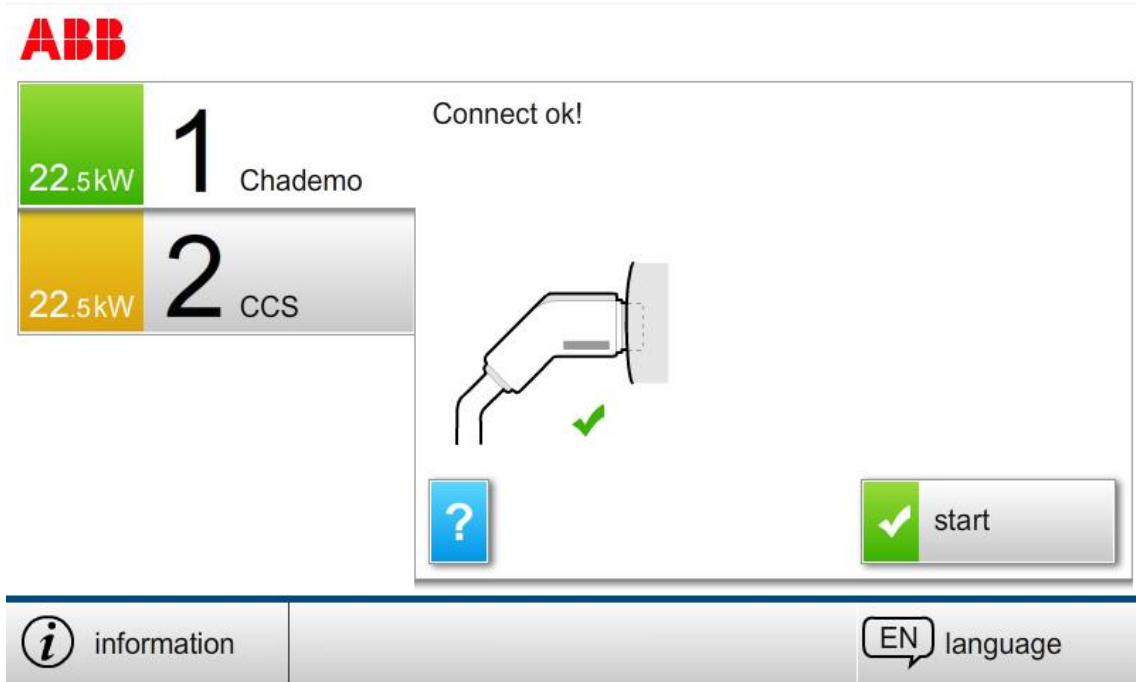 ABB
22.5kW 1 Chademo
22.5kW 2 CCS
Connect ok!
?
start
i information
EN language